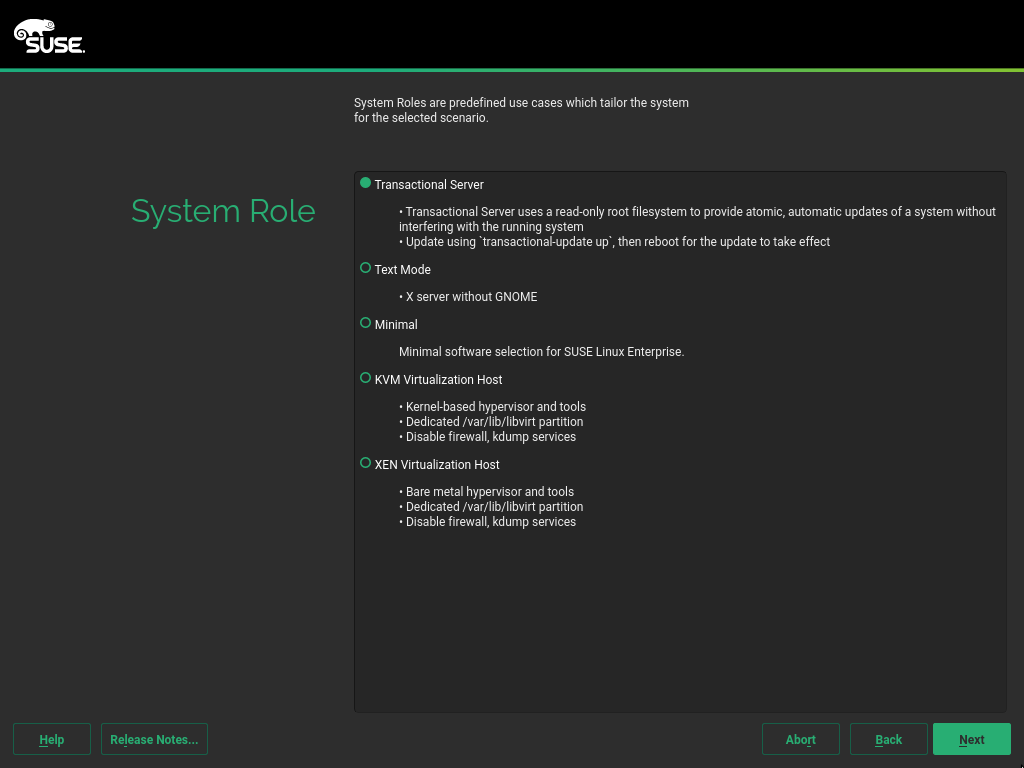 SUSE.
System Roles are predefined use cases which tailor the system
for the selected scenario.
System Role
Transactional Server
• Transactional Server uses a read-only root filesystem to provide atomic, automatic updates of a system without
interfering with the running system
• Update using `transactional-update up`, then reboot for the update to take effect
Text Mode
• X server without GNOME
Minimal
Minimal software selection for SUSE Linux Enterprise.
KVM Virtualization Host
• Kernel-based hypervisor and tools
• Dedicated /var/lib/libvirt partition
• Disable firewall, kdump services
XEN Virtualization Host
• Bare metal hypervisor and tools
• Dedicated /var/lib/libvirt partition
• Disable firewall, kdump services
Help Release Notes... Abort Back Next